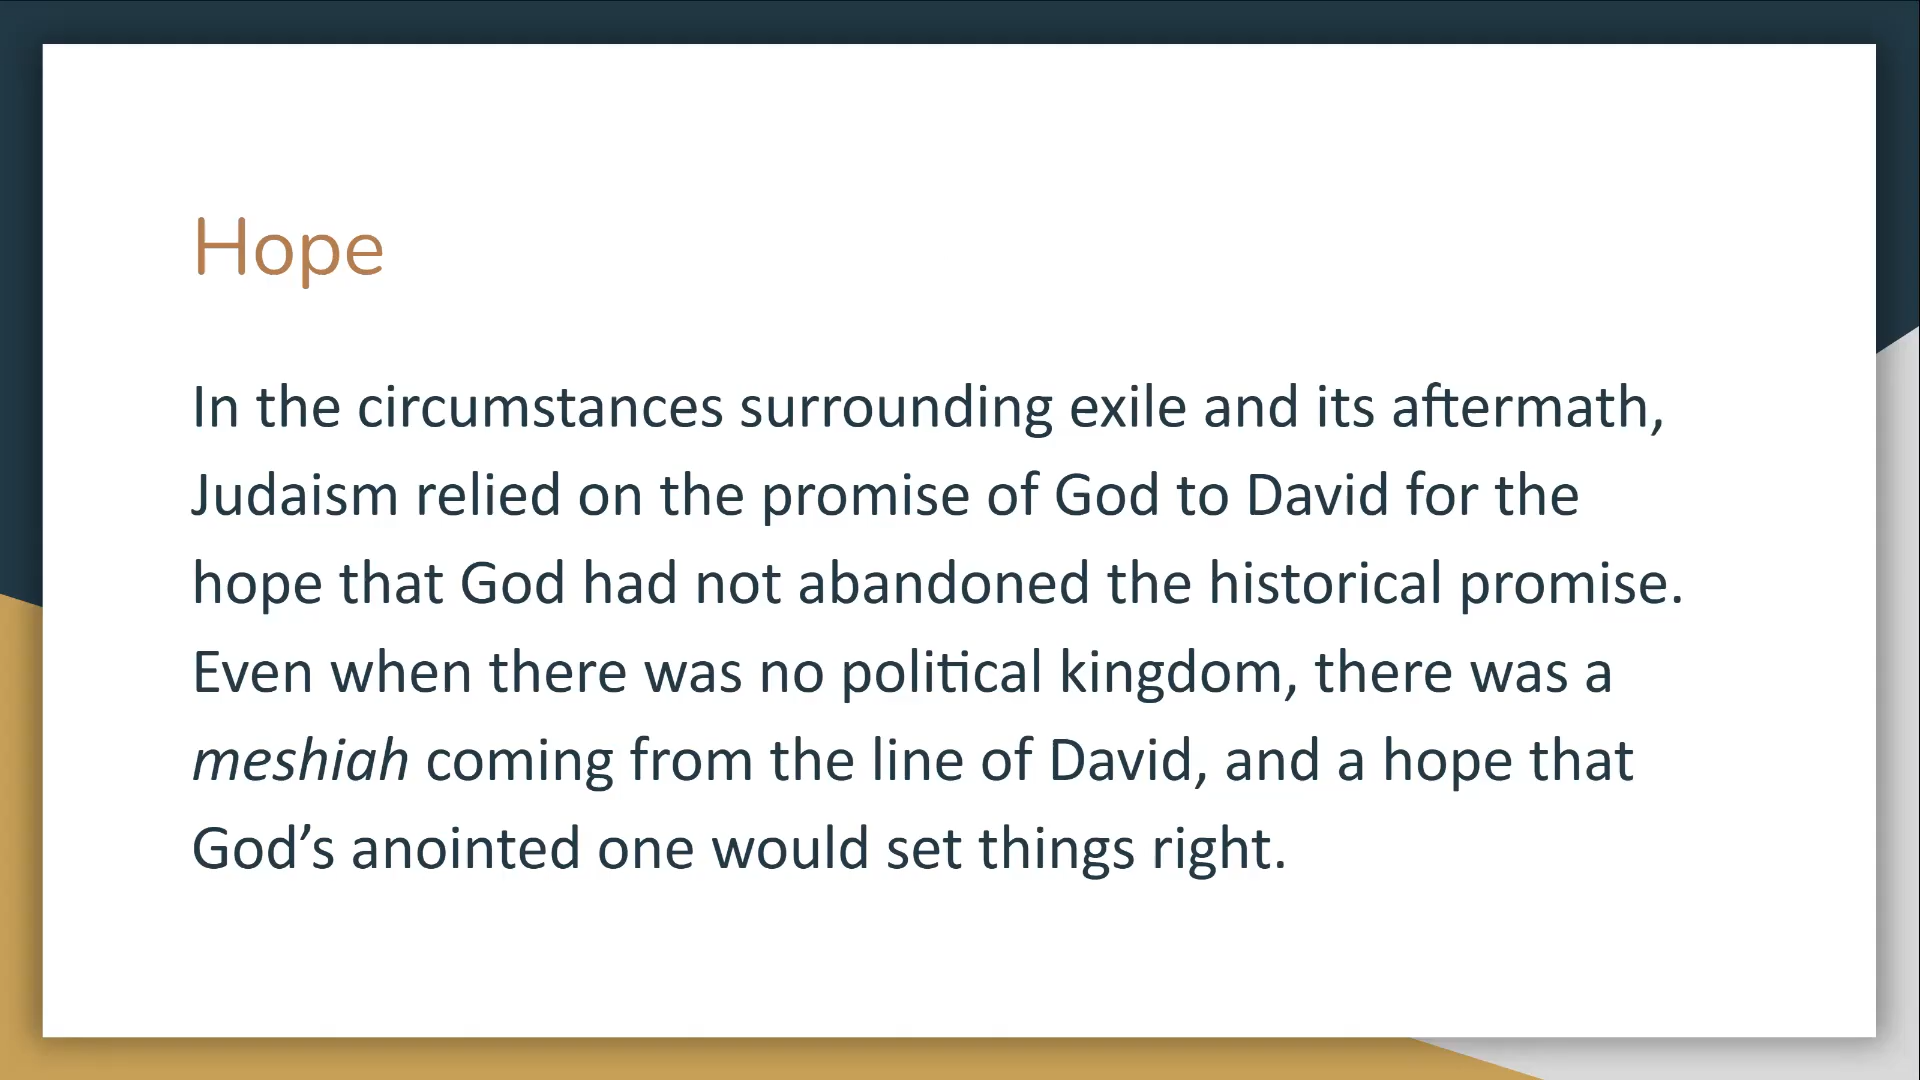 Hope
In the circumstances surrounding exile and its aftermath,
Judaism relied on the promise of God to David for the
hope that God had not abandoned the historical promise.
Even when there was no political kingdom, there was a
meshiah coming from the line of David, and a hope that
God’s anointed one would set things right.